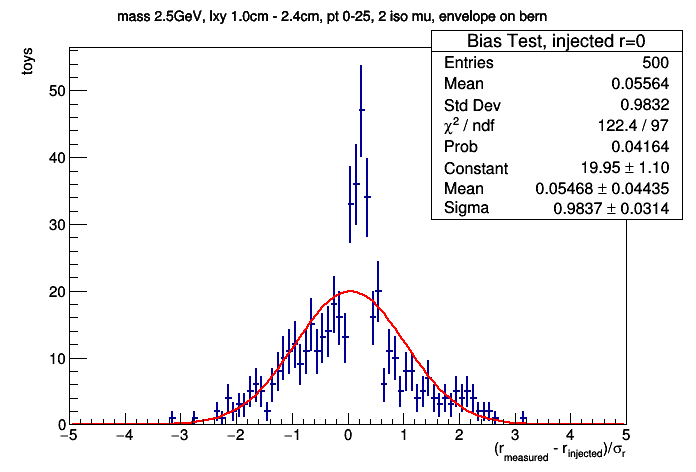 mass 2.5GeV, lxy 1.0cm - 2.4cm, pt 0-25, 2 iso mu, envelope on bern
Bias Test, injected r=0
Entries 500
Mean 0.05564
Std Dev 0.9832
χ² / ndf 122.4 / 97
Prob 0.04164
Constant 19.95 ± 1.10
Mean 0.05468 ± 0.04435
Sigma 0.9837 ± 0.0314
toys
50
40
30
20
10
0
−5 −4 −3 −2 −1 0 1 2 3 4 5
(r_measured - r_injected)/σ_r